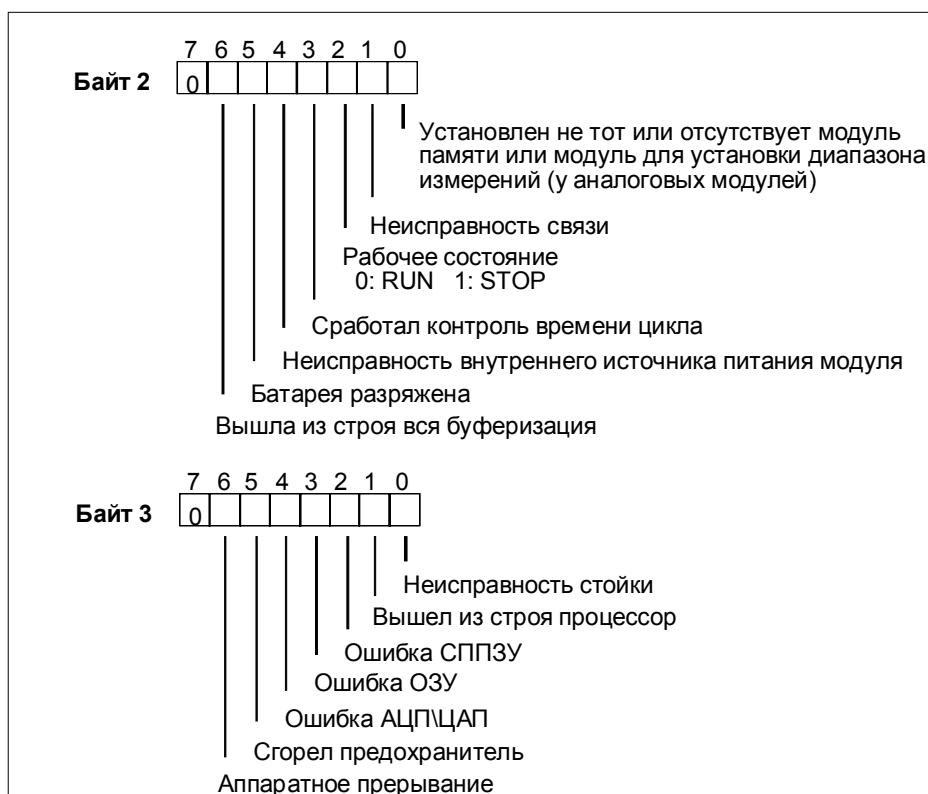 7 6 5 4 3 2 1 0
Байт 2 0
Установлен не тот или отсутствует модуль
памяти или модуль для установки диапазона
измерений (у аналоговых модулей)
Неисправность связи
Рабочее состояние
0: RUN 1: STOP
Сработал контроль времени цикла
Неисправность внутреннего источника питания модуля
Батарея разряжена
Вышла из строя вся буферизация
7 6 5 4 3 2 1 0
Байт 3 0
Неисправность стойки
Вышел из строя процессор
Ошибка СППЗУ
Ошибка ОЗУ
Ошибка АЦП\ЦАП
Сгорел предохранитель
Аппаратное прерывание